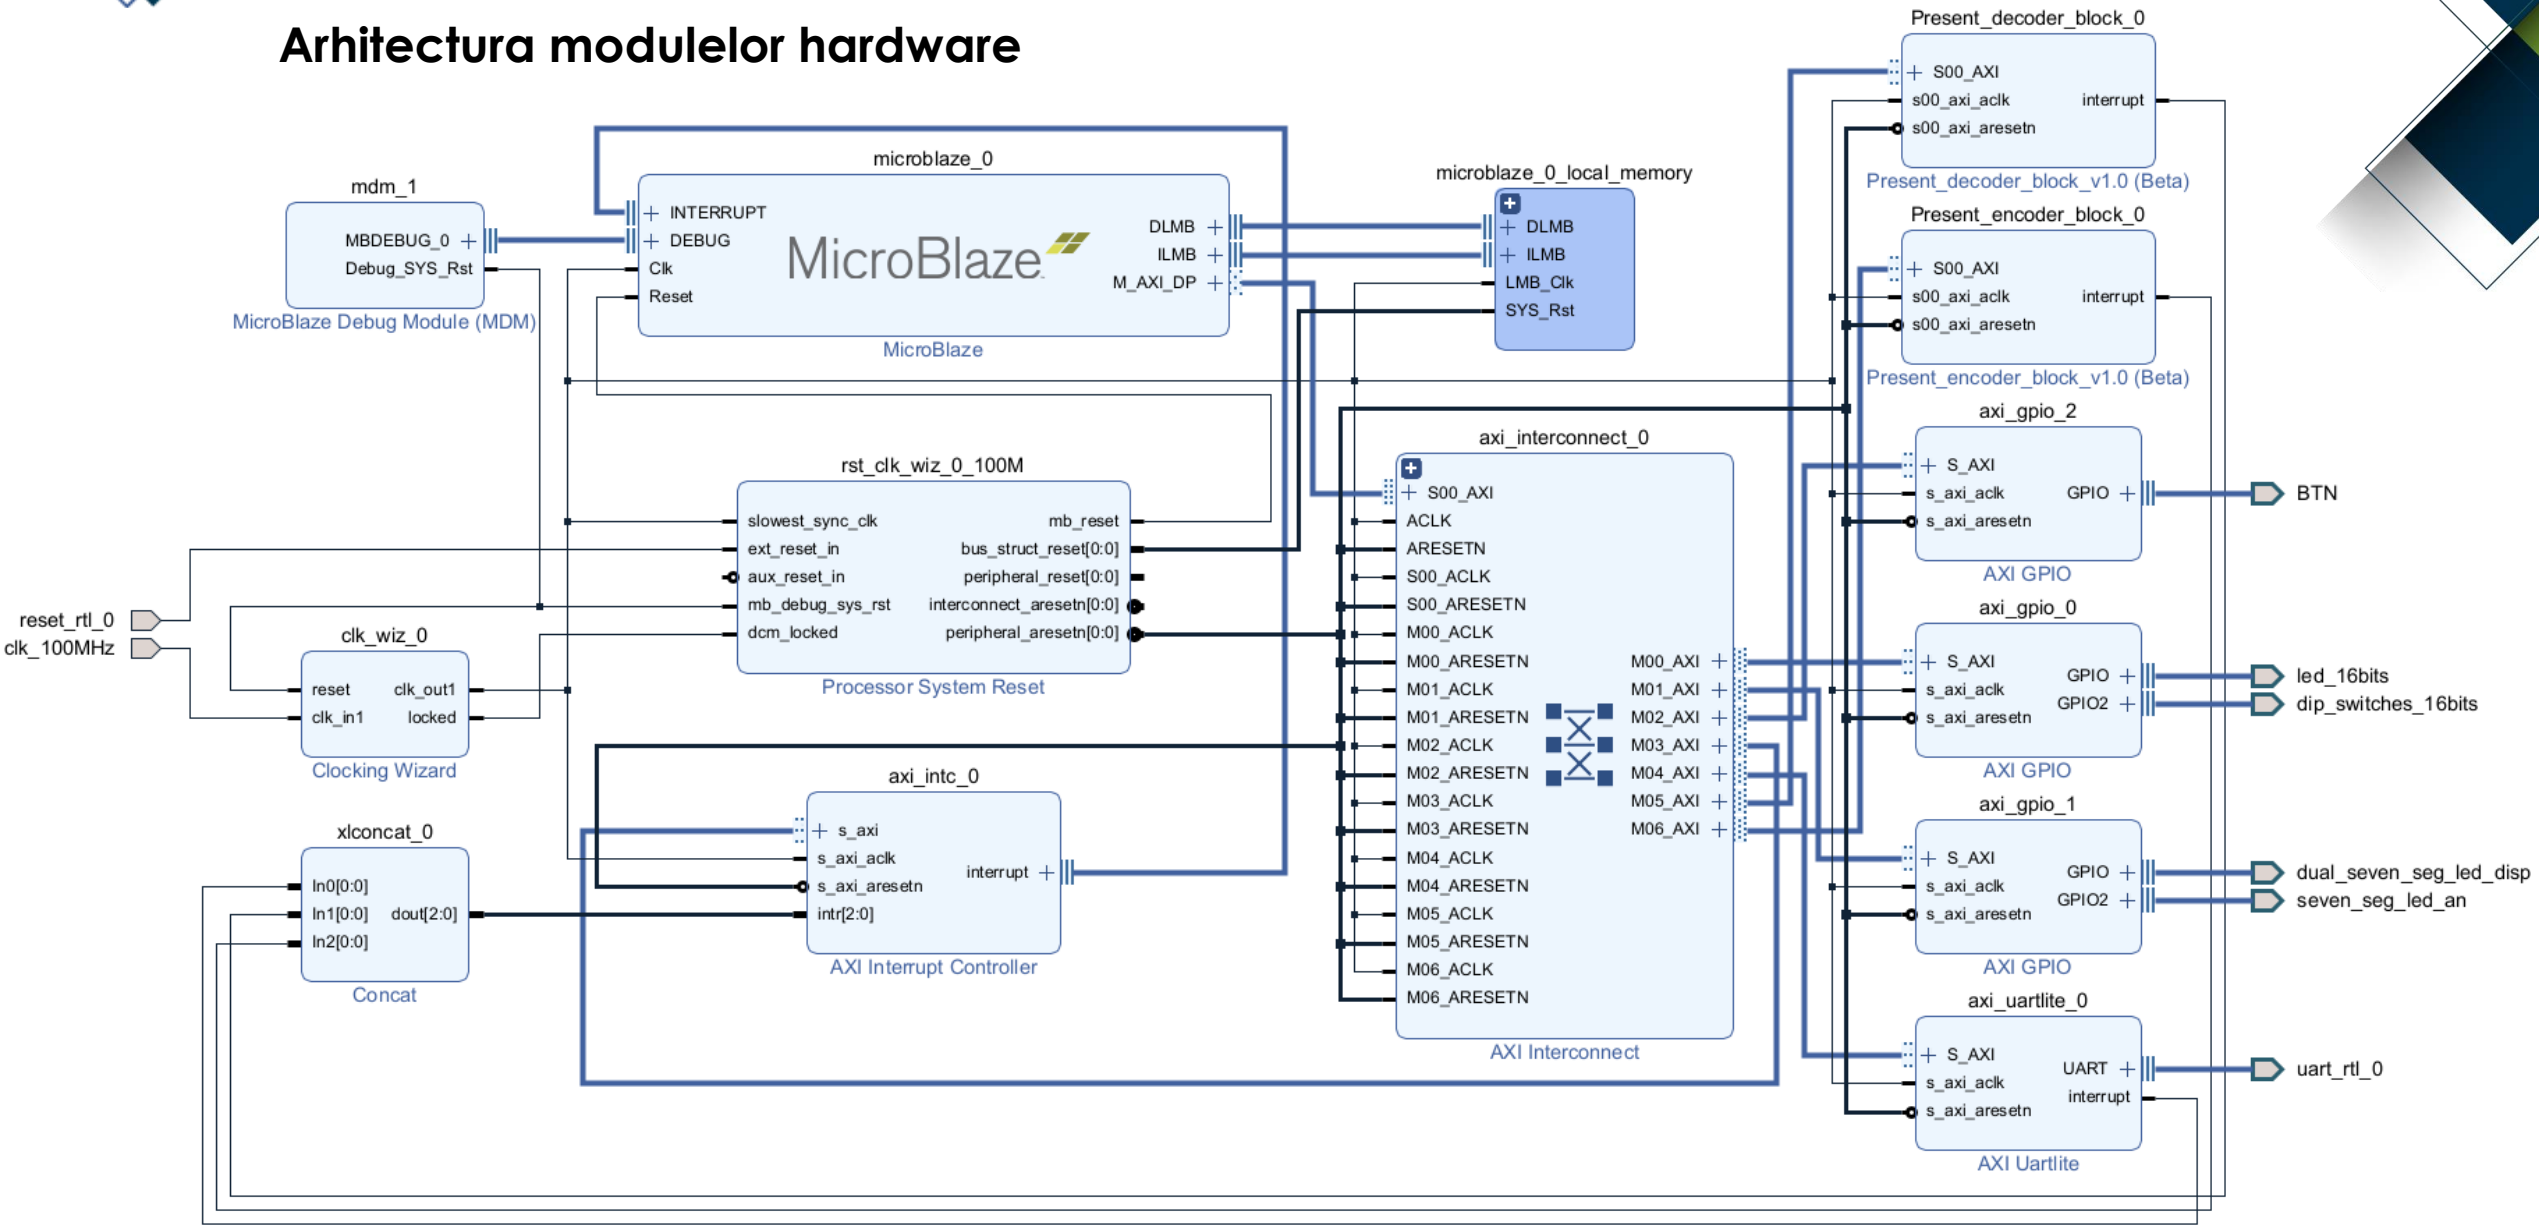 Arhitectura modulelor hardware
mdm_1
MBDEBUG_0
Debug_SYS_Rst
MicroBlaze Debug Module (MDM)
microblaze_0
INTERRUPT
DEBUG
Clk
Reset
MicroBlaze
DLMB
ILMB
M_AXI_DP
MicroBlaze
microblaze_0_local_memory
DLMB
ILMB
LMB_Clk
SYS_Rst
Present_decoder_block_0
S00_AXI
s00_axi_aclk
s00_axi_aresetn
interrupt
Present_decoder_block_v1.0 (Beta)
Present_encoder_block_0
S00_AXI
s00_axi_aclk
s00_axi_aresetn
interrupt
Present_encoder_block_v1.0 (Beta)
reset_rtl_0
clk_100MHz
clk_wiz_0
reset
clk_in1
clk_out1
locked
Clocking Wizard
rst_clk_wiz_0_100M
slowest_sync_clk
ext_reset_in
aux_reset_in
mb_debug_sys_rst
dcm_locked
mb_reset
bus_struct_reset[0:0]
peripheral_reset[0:0]
interconnect_aresetn[0:0]
peripheral_aresetn[0:0]
Processor System Reset
xlconcat_0
In0[0:0]
In1[0:0]
In2[0:0]
dout[2:0]
Concat
axi_intc_0
s_axi
s_axi_aclk
s_axi_aresetn
intr[2:0]
interrupt
AXI Interrupt Controller
axi_interconnect_0
S00_AXI
ACLK
ARESETN
S00_ACLK
S00_ARESETN
M00_ACLK
M00_ARESETN
M01_ACLK
M01_ARESETN
M02_ACLK
M02_ARESETN
M03_ACLK
M03_ARESETN
M04_ACLK
M04_ARESETN
M05_ACLK
M05_ARESETN
M06_ACLK
M06_ARESETN
M00_AXI
M01_AXI
M02_AXI
M03_AXI
M04_AXI
M05_AXI
M06_AXI
AXI Interconnect
axi_gpio_2
S_AXI
s_axi_aclk
s_axi_aresetn
GPIO
AXI GPIO
BTN
axi_gpio_0
S_AXI
s_axi_aclk
s_axi_aresetn
GPIO
GPIO2
AXI GPIO
led_16bits
dip_switches_16bits
axi_gpio_1
S_AXI
s_axi_aclk
s_axi_aresetn
GPIO
GPIO2
AXI GPIO
dual_seven_seg_led_disp
seven_seg_led_an
axi_uartlite_0
S_AXI
s_axi_aclk
s_axi_aresetn
UART
interrupt
AXI Uartlite
uart_rtl_0